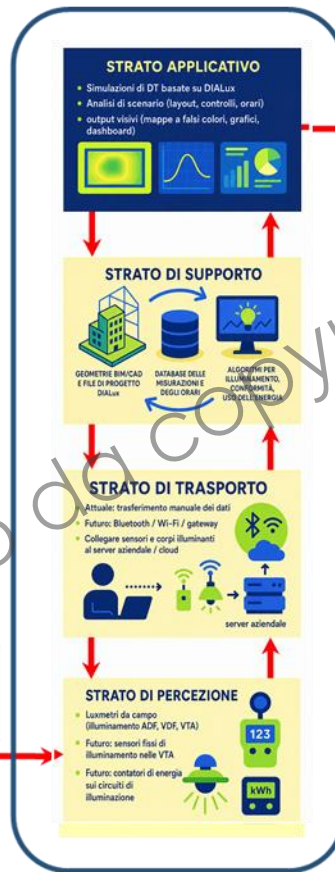 STRATO APPLICATIVO
• Simulazioni di DT basate su DIALux
• Analisi di scenario (layout, controlli, orari)
• output visivi (mappe a falsi colori, grafici,
dashboard)
STRATO DI SUPPORTO
GEOMETRIE BIM/CAD
E FILE DI PROGETTO
DIALux
DATABASE DELLE
MISURAZIONI E
DEGLI ORARI
ALGORITMI PER
ILLUMINAMENTO,
CONFORMITÀ,
USO DELL'ENERGIA
STRATO DI TRASPORTO
Attuale: trasferimento manuale dei dati
• Futuro: Bluetooth / Wi-Fi / gateway
• Collegare sensori e corpi illuminanti
al server aziendale / cloud
server aziendale
STRATO DI PERCEZIONE
• Luxmetri da campo
(illuminamento ADF, VDF, VTA)
• Futuro: sensori fissi di
illuminamento nelle VTA
• Futuro: contatori di energia
sui circuiti di
illuminazione
123
kWh
o da copy